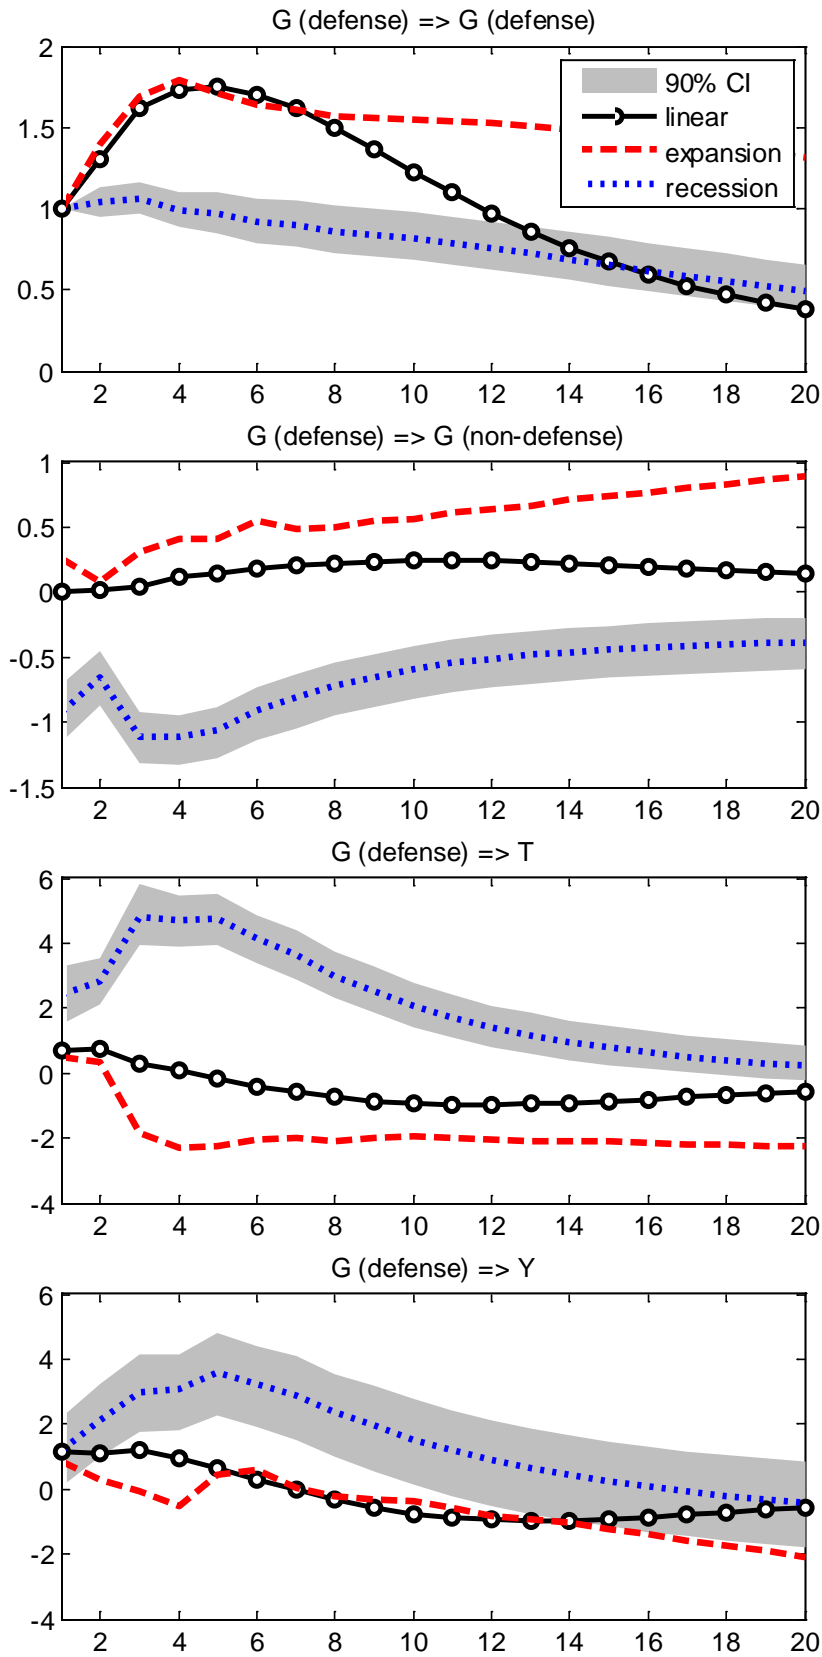 G (defense) => G (defense)
2
1.5
1
0.5
0
90% CI
linear
expansion
recession
2 4 6 8 10 12 14 16 18 20
G (defense) => G (non-defense)
1
0.5
0
-0.5
-1
-1.5
2 4 6 8 10 12 14 16 18 20
G (defense) => T
6
4
2
0
-2
-4
2 4 6 8 10 12 14 16 18 20
G (defense) => Y
6
4
2
0
-2
-4
2 4 6 8 10 12 14 16 18 20